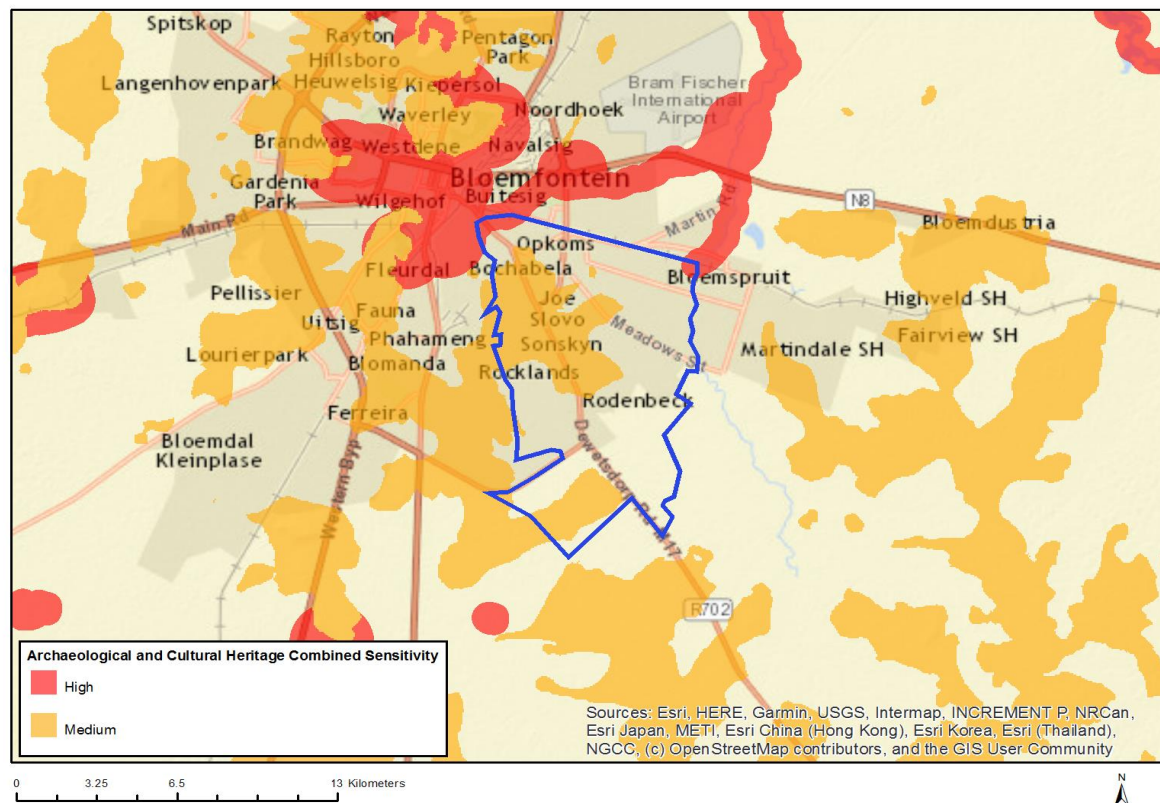 Spitskop
Rayton
Pentagon
Park
Hillsboro
Langenhovenpark
Heuwelsig
Kiepersol
Bram Fischer
International
Airport
Waverley
Noordhoek
Brandwag
Westdene
Navalsig
Bloemfontein
Gardenia
Park
Wilgehof
Buitesig
N8
Main Rd
Martin Rd
Bloemdustria
Opkoms
Fleurdal
Bochabela
Bloemspruit
Pellissier
Joe
Slovo
Highveld SH
Uitsig
Fauna
Phahameng
Sonskyn
Meadows St
Fairview SH
Lourierpark
Blomanda
Rocklands
Martindale SH
Ferreira
Rodenbeck
Bloemdal
Kleinplase
Western Byp
Dewetsdorp Rd M17
R702
Archaeological and Cultural Heritage Combined Sensitivity
High
Medium
Sources: Esri, HERE, Garmin, USGS, Intermap, INCREMENT P, NRCan,
Esri Japan, METI, Esri China (Hong Kong), Esri Korea, Esri (Thailand),
NGCC, (c) OpenStreetMap contributors, and the GIS User Community
0 3.25 6.5 13 Kilometers
N